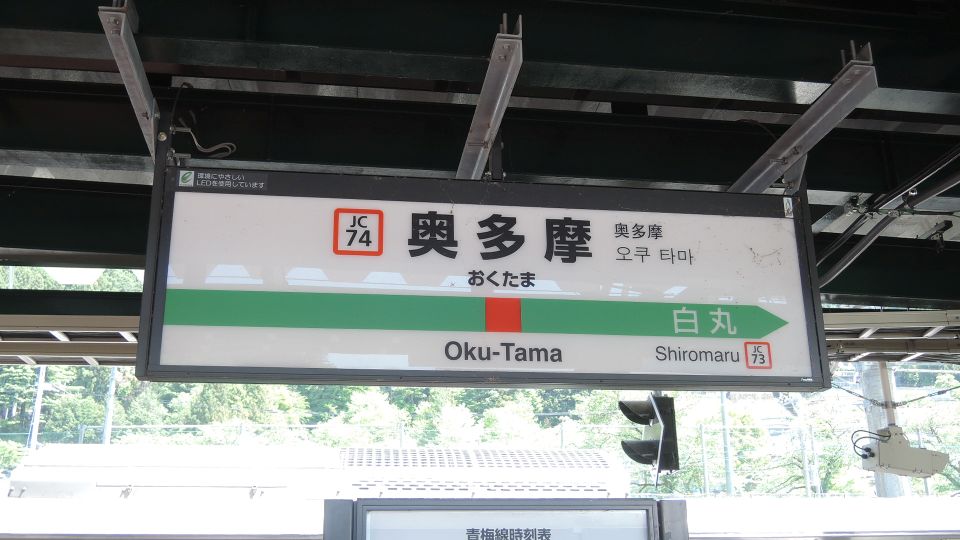 環境にやさしい
LEDを使用しています
JC
74
奥多摩
おくたま
奥多摩
오쿠 타마
白丸
Oku-Tama
Shiromaru
JC
73
青梅線時刻表